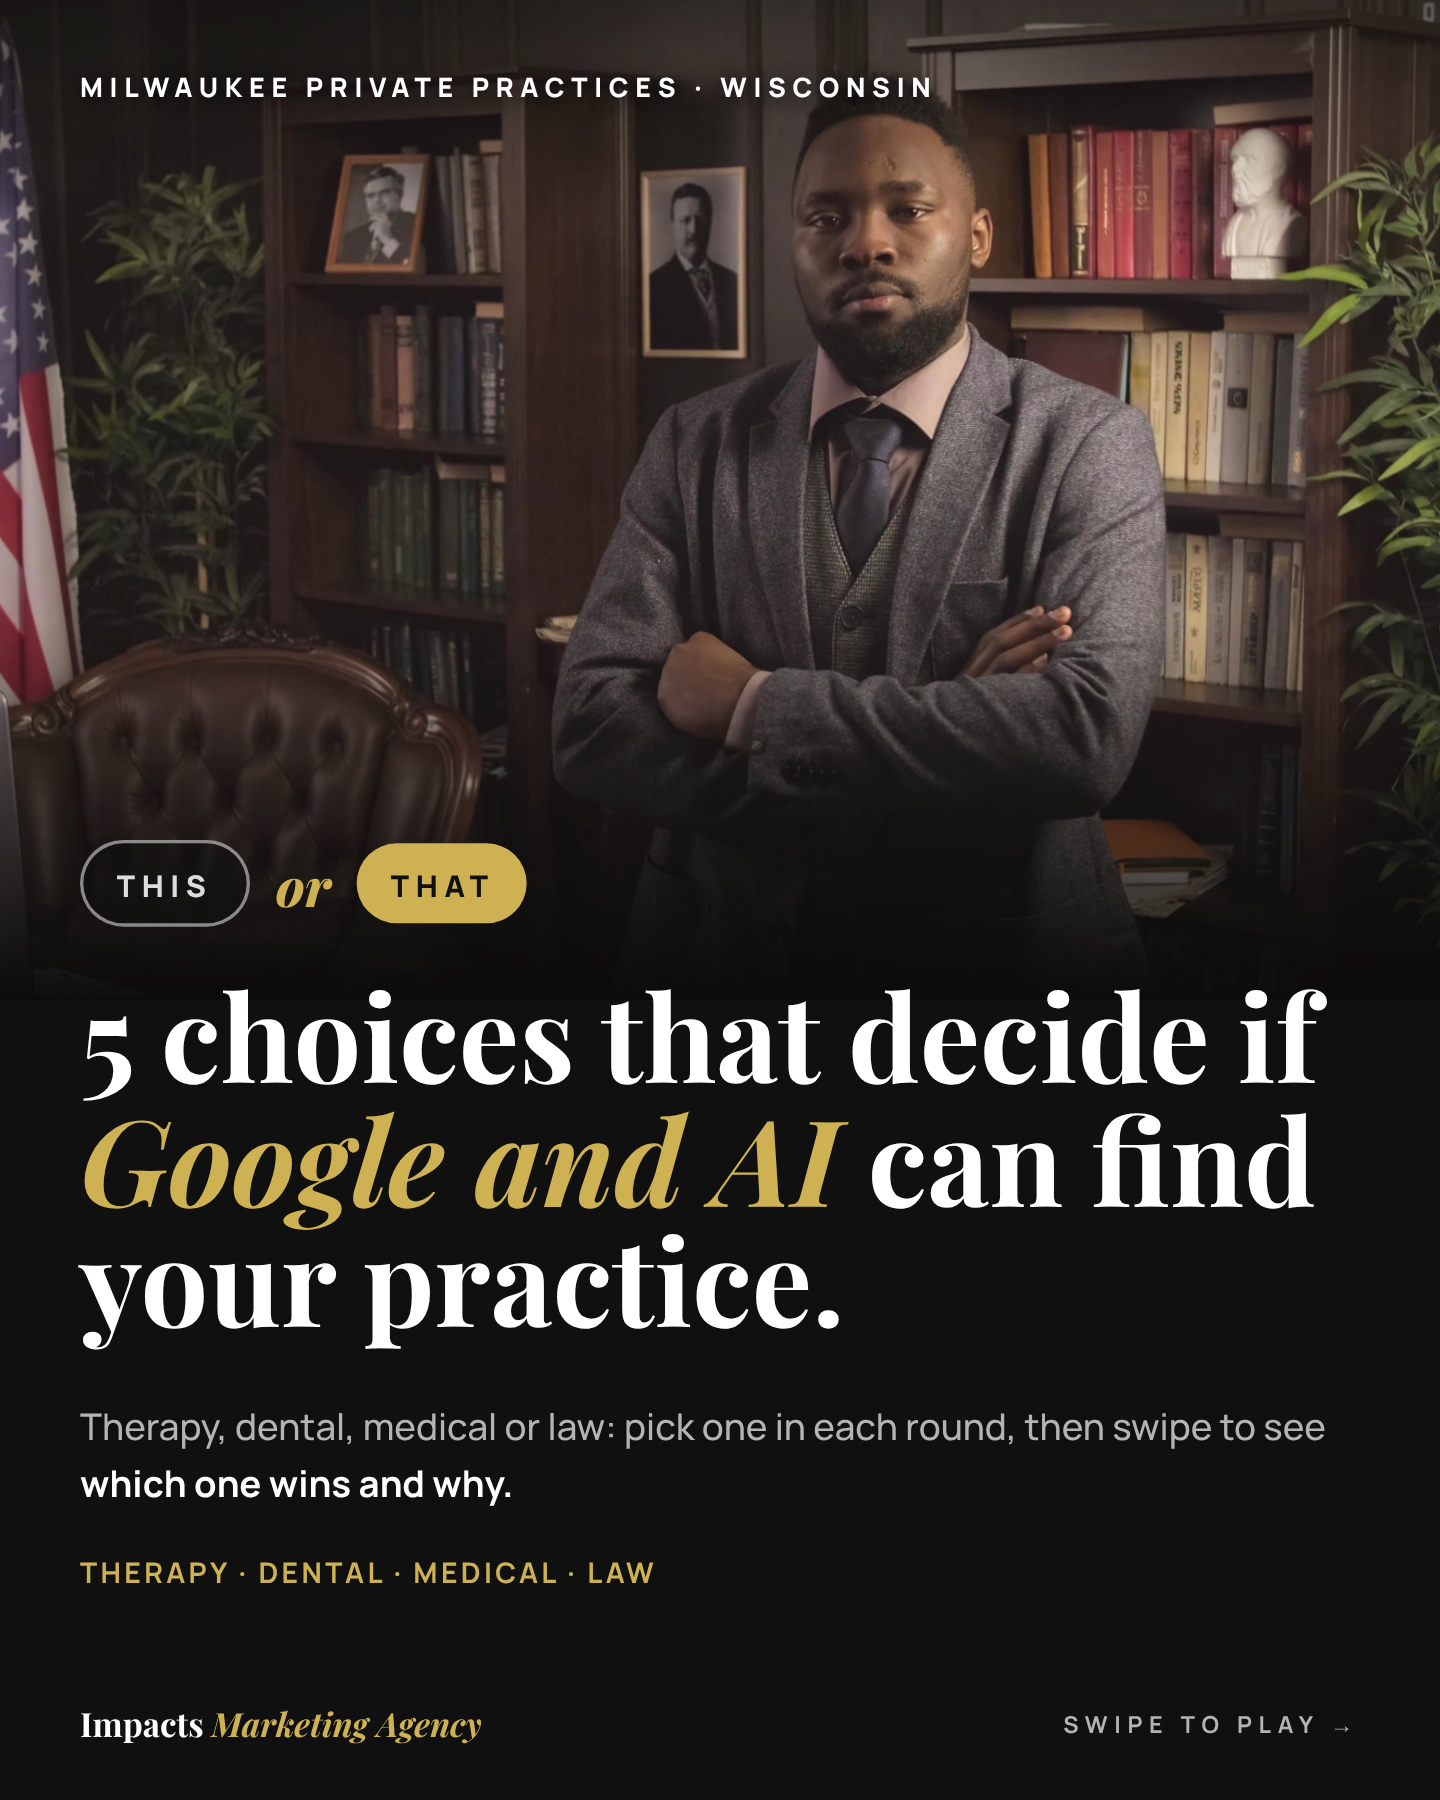 MILWAUKEE PRIVATE PRACTICES · WISCONSIN
THIS or THAT
5 choices that decide if
Google and AI can find
your practice.
Therapy, dental, medical or law: pick one in each round, then swipe to see
which one wins and why.
THERAPY · DENTAL · MEDICAL · LAW
Impacts Marketing Agency
SWIPE TO PLAY →